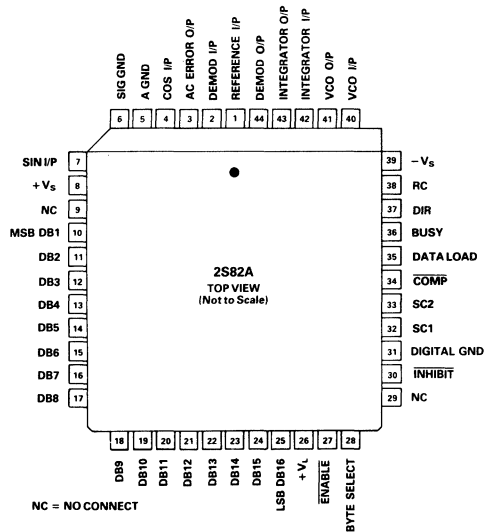 SIG GND
A GND
COS I/P
AC ERROR O/P
DEMOD I/P
REFERENCE I/P
DEMOD O/P
INTEGRATOR O/P
INTEGRATOR I/P
VCO O/P
VCO I/P
6 5 4 3 2 1 44 43 42 41 40
SIN I/P 7
+VS 8
NC 9
MSB DB1 10
DB2 11
DB3 12
DB4 13
DB5 14
DB6 15
DB7 16
DB8 17
2S82A
TOP VIEW
(Not to Scale)
39 −VS
38 RC
37 DIR
36 BUSY
35 DATA LOAD
34 COMP
33 SC2
32 SC1
31 DIGITAL GND
30 INHIBIT
29 NC
18 19 20 21 22 23 24 25 26 27 28
DB9
DB10
DB11
DB12
DB13
DB14
DB15
LSB DB16
+VL
ENABLE
BYTE SELECT
NC = NO CONNECT